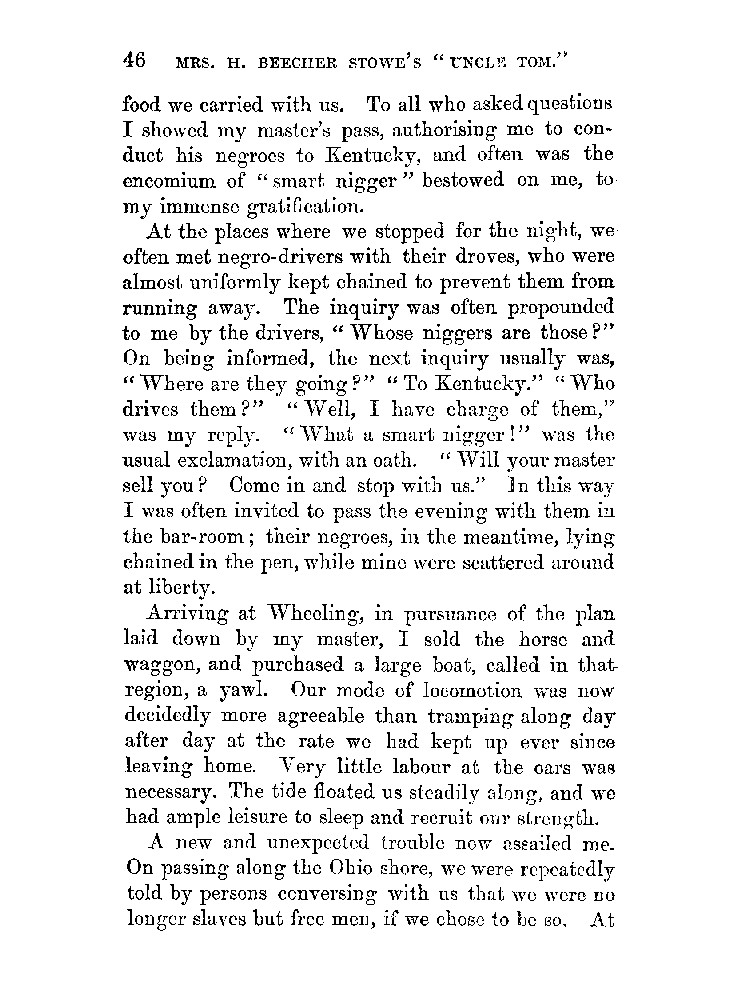 46 MRS. H. BEECHER STOWE'S "UNCLE TOM."
food we carried with us. To all who asked questions
I showed my master's pass, authorising me to con-
duct his negroes to Kentucky, and often was the
encomium of "smart nigger" bestowed on me, to
my immense gratification.
At the places where we stopped for the night, we
often met negro-drivers with their droves, who were
almost uniformly kept chained to prevent them from
running away. The inquiry was often propounded
to me by the drivers, "Whose niggers are those?"
On being informed, the next inquiry usually was,
"Where are they going?" "To Kentucky." "Who
drives them?" "Well, I have charge of them,"
was my reply. "What a smart nigger!" was the
usual exclamation, with an oath. "Will your master
sell you? Come in and stop with us." In this way
I was often invited to pass the evening with them in
the bar-room; their negroes, in the meantime, lying
chained in the pen, while mine were scattered around
at liberty.
Arriving at Wheeling, in pursuance of the plan
laid down by my master, I sold the horse and
waggon, and purchased a large boat, called in that
region, a yawl. Our mode of locomotion was now
decidedly more agreeable than tramping along day
after day at the rate we had kept up ever since
leaving home. Very little labour at the oars was
necessary. The tide floated us steadily along, and we
had ample leisure to sleep and recruit our strength.
A new and unexpected trouble now assailed me.
On passing along the Ohio shore, we were repeatedly
told by persons conversing with us that we were no
longer slaves but free men, if we chose to be so. At